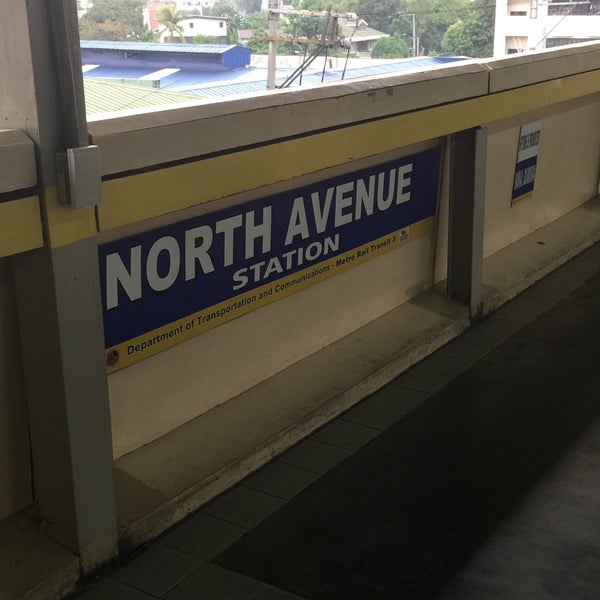 NORTH AVENUE
STATION
Department of Transportation and Communications - Metro Rail Transit 3